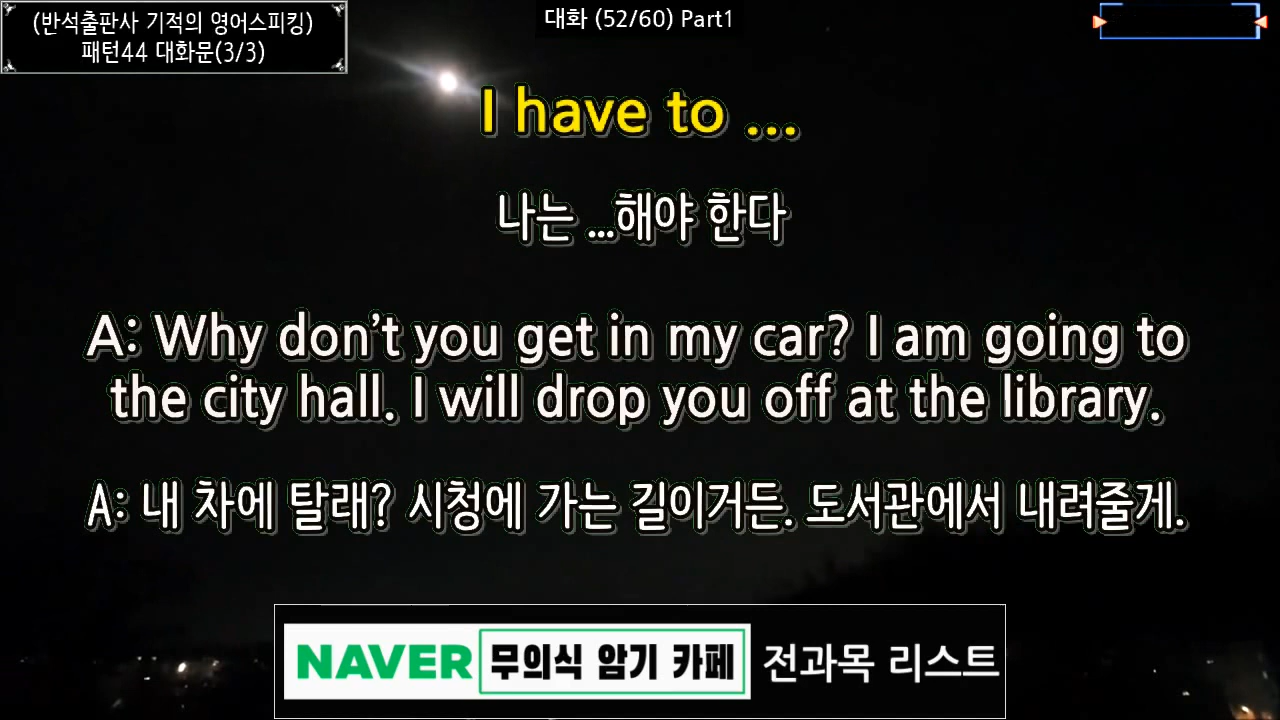 (반석출판사 기적의 영어스피킹)
패턴44 대화문(3/3)
대화 (52/60) Part1
I have to ...
나는 ...해야 한다
A: Why don’t you get in my car? I am going to
the city hall. I will drop you off at the library.
A: 내 차에 탈래? 시청에 가는 길이거든. 도서관에서 내려줄게.
NAVER 무의식 암기 카페 전과목 리스트